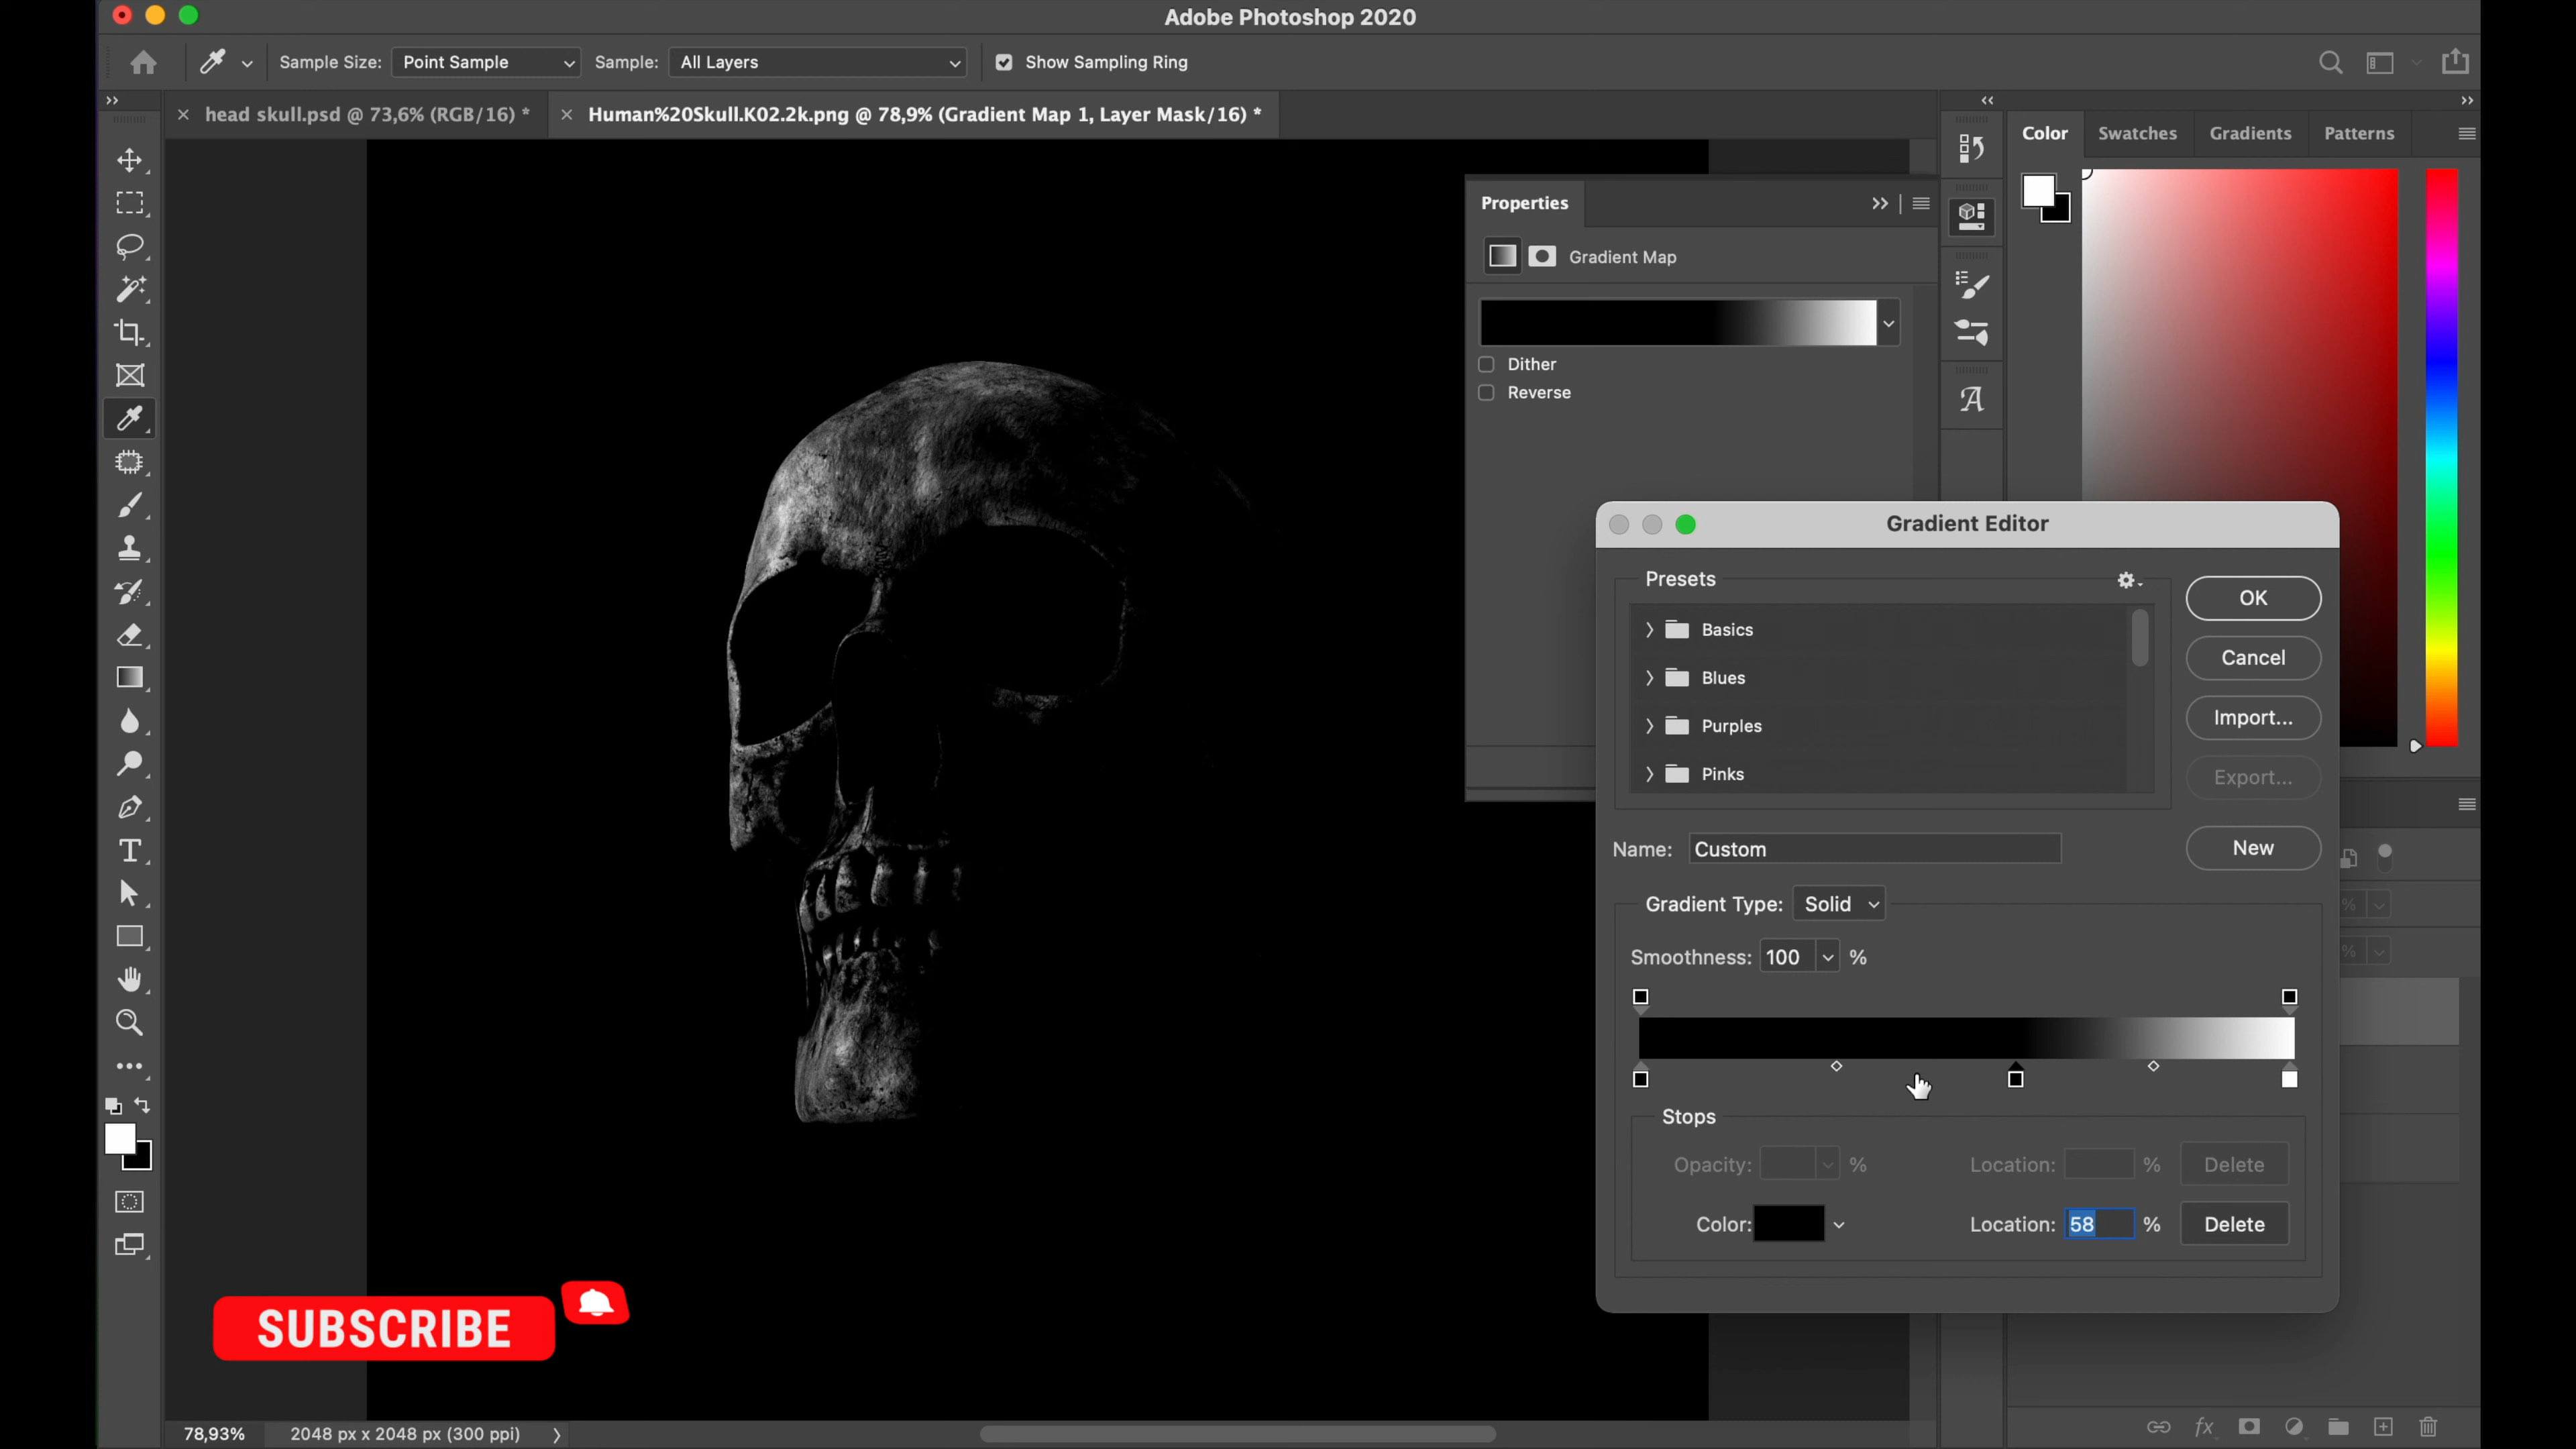 Adobe Photoshop 2020
Sample Size: Point Sample Sample: All Layers Show Sampling Ring
head skull.psd @ 73,6% (RGB/16) * Human%20Skull.K02.2k.png @ 78,9% (Gradient Map 1, Layer Mask/16) *
Color Swatches Gradients Patterns
Properties
Gradient Map
Dither
Reverse
Gradient Editor
Presets
Basics
Blues
Purples
Pinks
OK
Cancel
Import...
Export...
New
Name: Custom
Gradient Type: Solid
Smoothness: 100 %
Stops
Opacity: % Location: % Delete
Color: Location: 58 % Delete
%
%
SUBSCRIBE
78,93% 2048 px x 2048 px (300 ppi)
fx